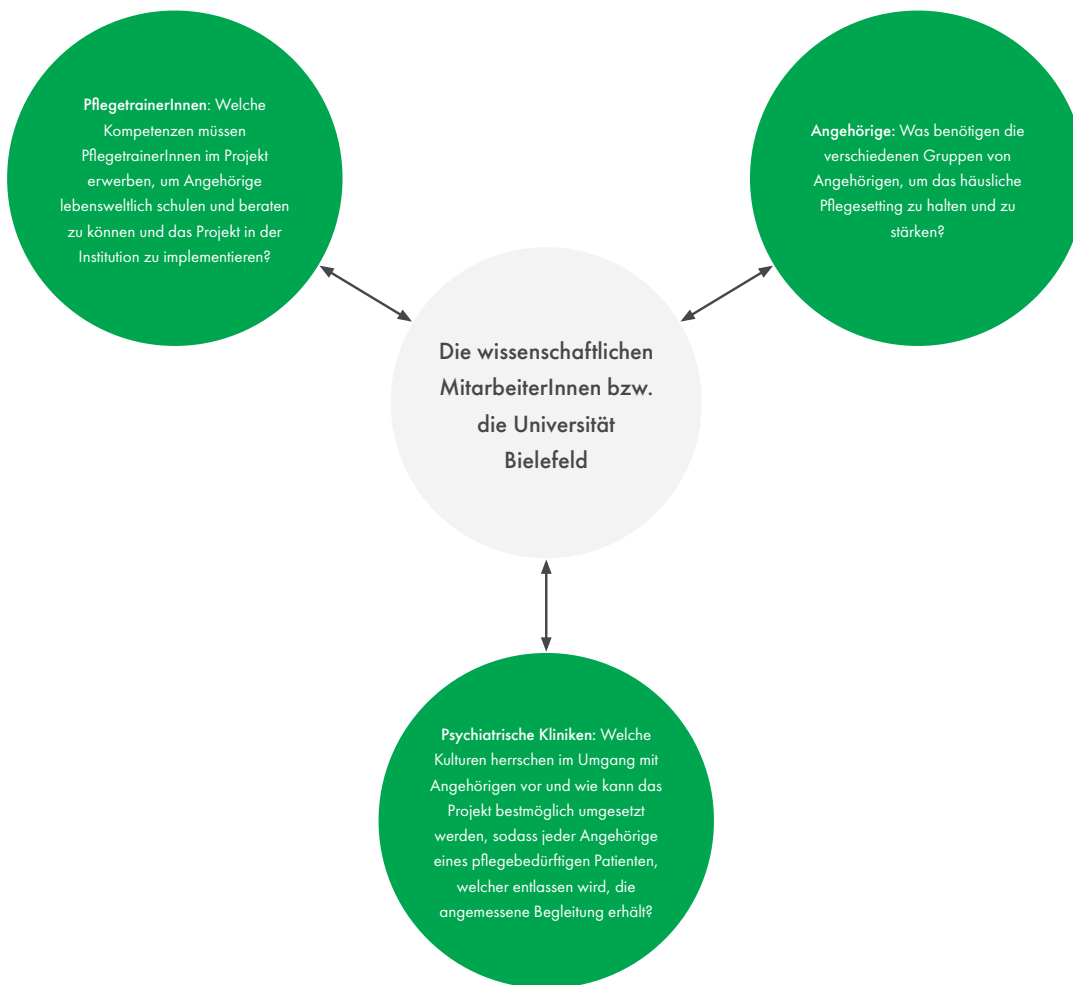 PflegetrainerInnen: Welche
Kompetenzen müssen
PflegetrainerInnen im Projekt
erwerben, um Angehörige
lebensweltlich schulen und beraten
zu können und das Projekt in der
Institution zu implementieren?
Angehörige: Was benötigen die
verschiedenen Gruppen von
Angehörigen, um das häusliche
Pflegesetting zu halten und zu
stärken?
Die wissenschaftlichen
MitarbeiterInnen bzw.
die Universität
Bielefeld
Psychiatrische Kliniken: Welche
Kulturen herrschen im Umgang mit
Angehörigen vor und wie kann das
Projekt bestmöglich umgesetzt
werden, sodass jeder Angehörige
eines pflegebedürftigen Patienten,
welcher entlassen wird, die
angemessene Begleitung erhält?